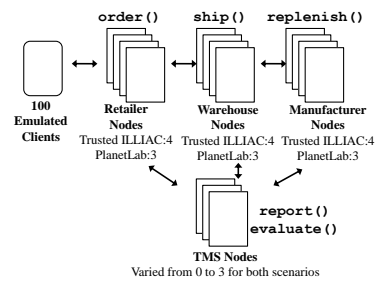 order() ship() replenish()
100
Emulated
Clients
Retailer
Nodes
Trusted ILLIAC:4
PlanetLab:3
Warehouse
Nodes
Trusted ILLIAC:4
PlanetLab:3
Manufacturer
Nodes
Trusted ILLIAC:4
PlanetLab:3
report()
evaluate()
TMS Nodes
Varied from 0 to 3 for both scenarios